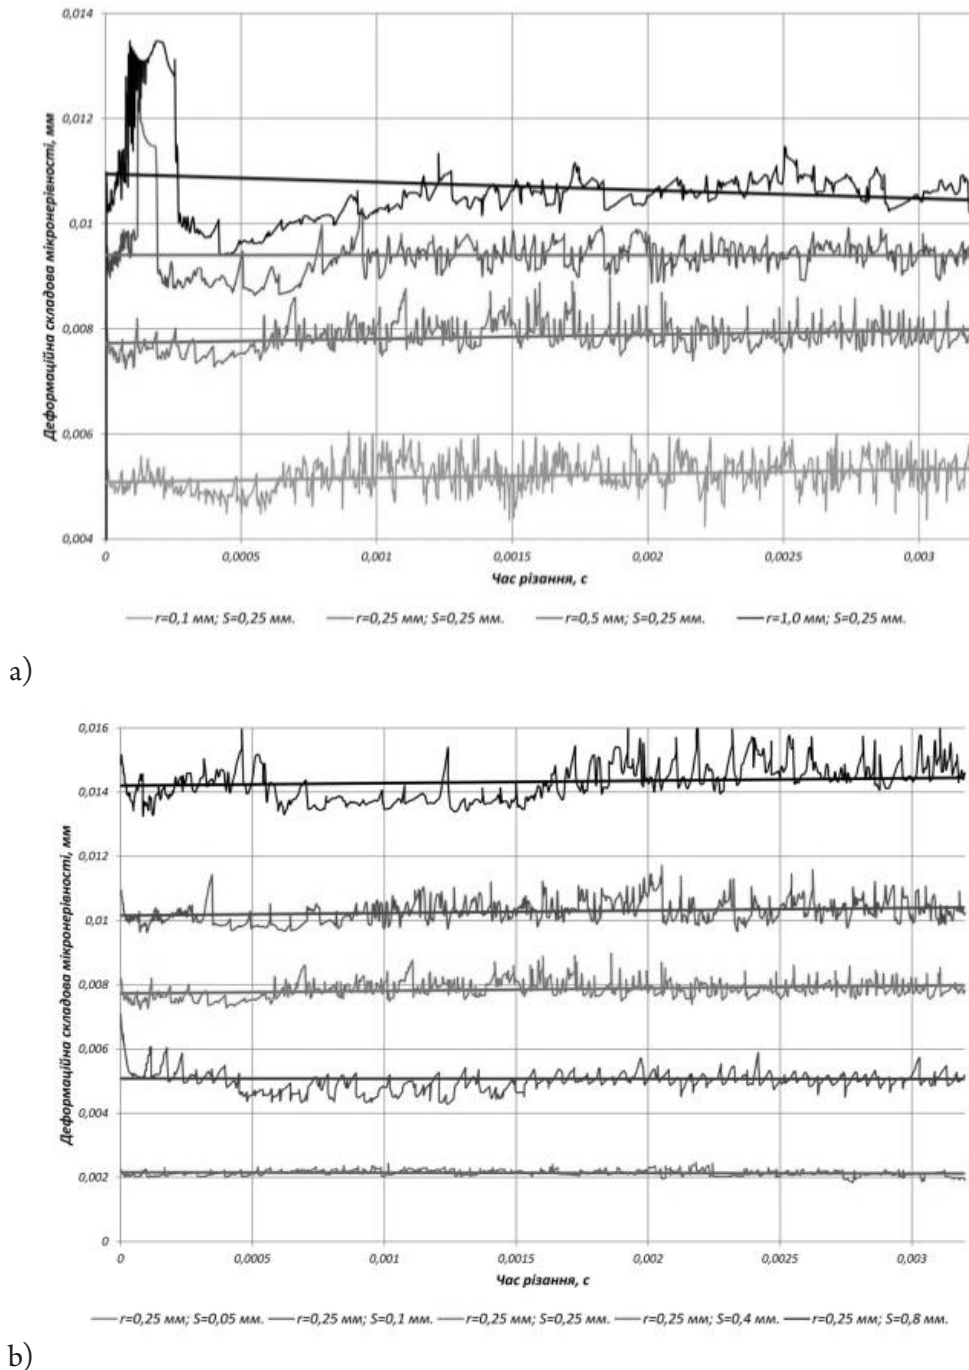 0,014
0,012
0,01
0,008
0,006
0,004
Деформаційна складова мікронерівності, мм
0 0,0005 0,001 0,0015 0,002 0,0025 0,003
Час різання, с
r=0,1 мм; S=0,25 мм. r=0,25 мм; S=0,25 мм. r=0,5 мм; S=0,25 мм. r=1,0 мм; S=0,25 мм.
а)
0,016
0,014
0,012
0,01
0,008
0,006
0,004
0,002
0
Деформаційна складова мікронерівності, мм
0 0,0005 0,001 0,0015 0,002 0,0025 0,003
Час різання, с
r=0,25 мм; S=0,05 мм. r=0,25 мм; S=0,1 мм. r=0,25 мм; S=0,25 мм. r=0,25 мм; S=0,4 мм. r=0,25 мм; S=0,8 мм.
b)